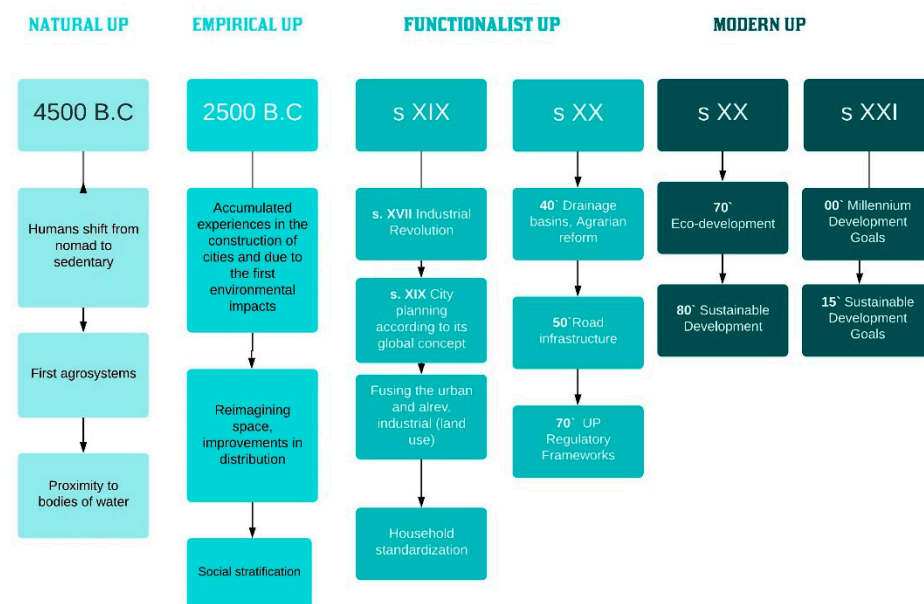 NATURAL UP
EMPIRICAL UP
FUNCTIONALIST UP
MODERN UP
4500 B.C
Humans shift from
nomad to
sedentary
First agrosystems
Proximity to
bodies of water
2500 B.C
Accumulated
experiences in the
construction of
cities and due to
the first
environmental
impacts
Reimagining
space,
improvements in
distribution
Social stratification
s XIX
s. XVII Industrial
Revolution
s. XIX City
planning
according to its
global concept
Fusing the urban
and alrev.
industrial (land
use)
Household
standardization
s XX
40` Drainage
basins, Agrarian
reform
50`Road
infrastructure
70` UP
Regulatory
Frameworks
s XX
70`
Eco-development
80` Sustainable
Development
s XXI
00` Millennium
Development
Goals
15` Sustainable
Development
Goals